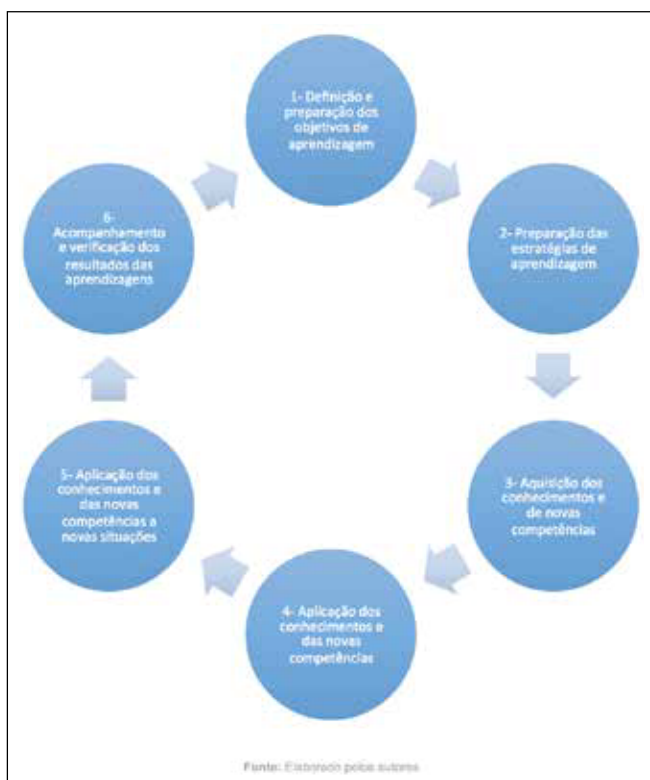 1- Definição e
preparação dos
objetivos de
aprendizagem
2- Preparação das
estratégias de
aprendizagem
3- Aquisição dos
conhecimentos e
de novas
competências
4- Aplicação dos
conhecimentos e
das novas
competências
5- Aplicação dos
conhecimentos e
das novas
competências a
novas situações
6-
Acompanhamento
e verificação dos
resultados das
aprendizagens
Fonte: Elaborado pelos autores